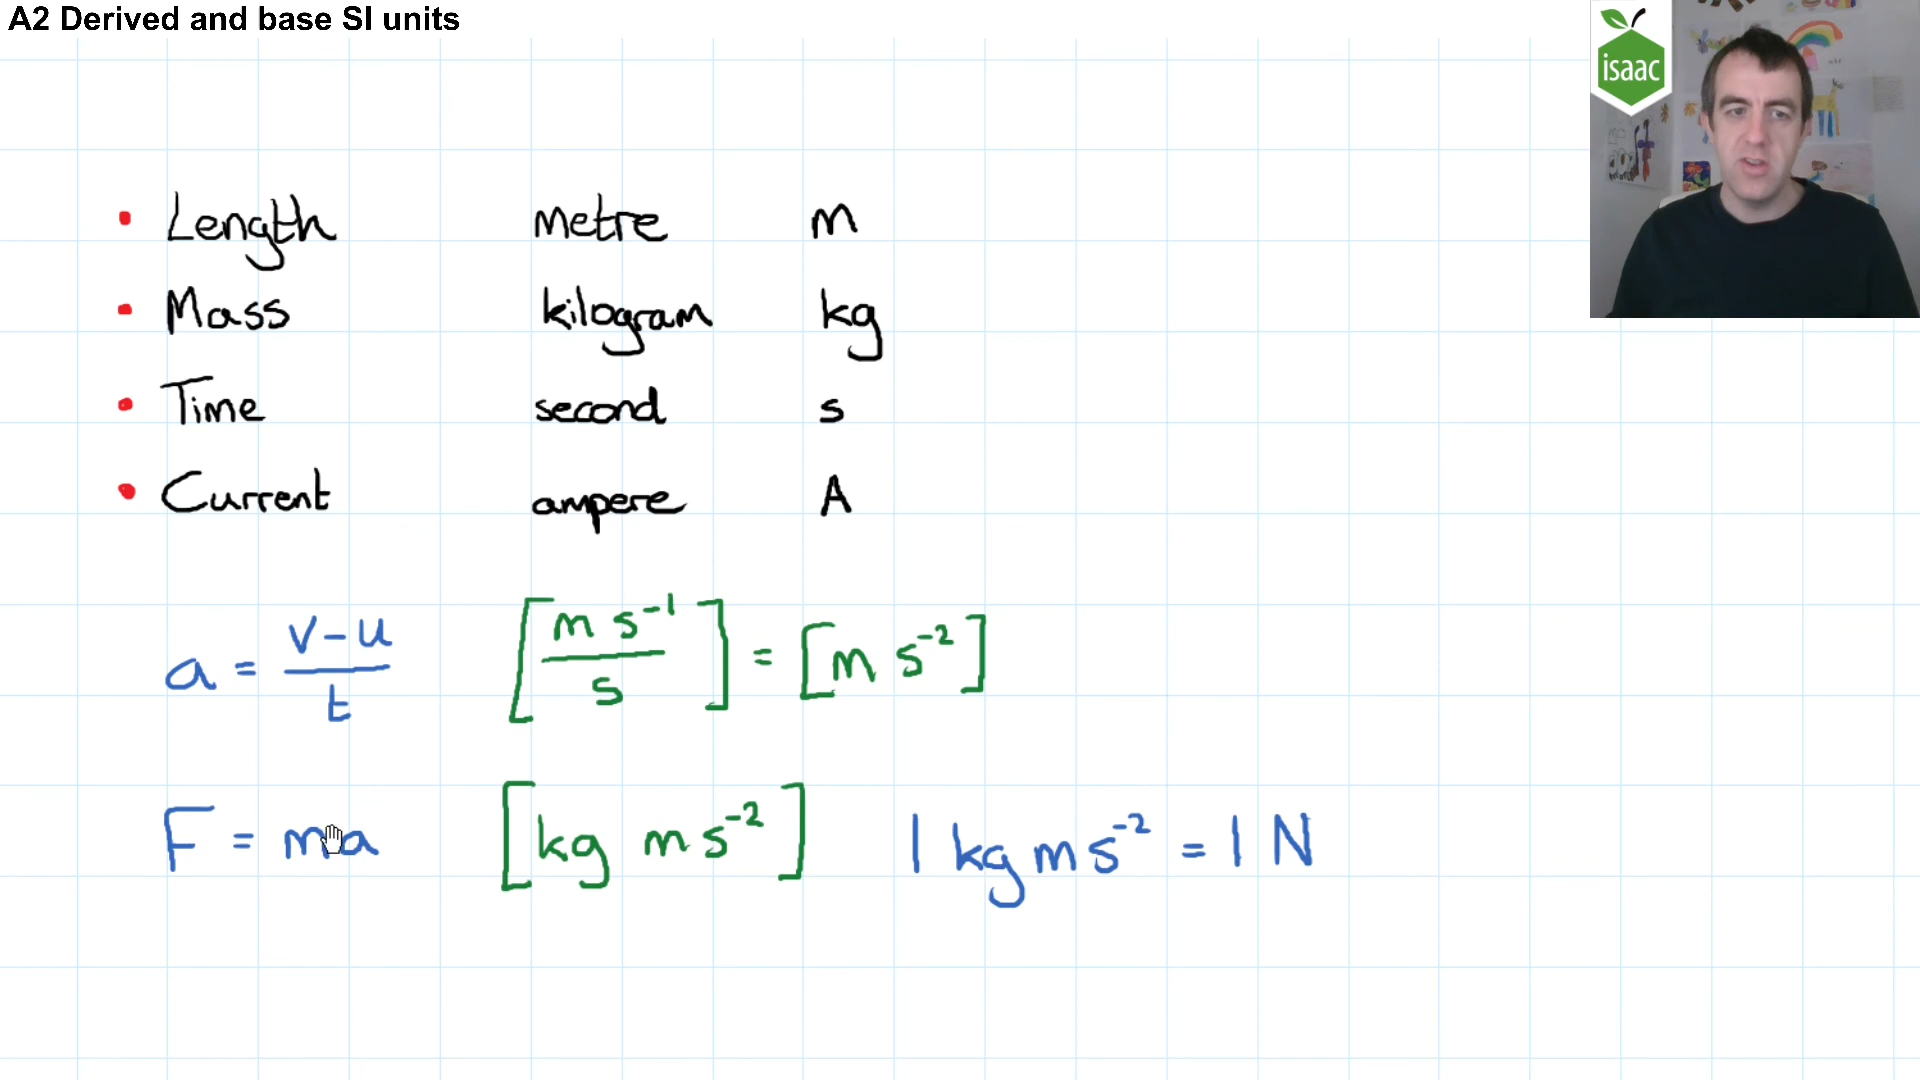 A2 Derived and base SI units
isaac
• Length metre m
• Mass kilogram kg
• Time second s
• Current ampere A
a = v-u/t [m s⁻¹/s] = [m s⁻²]
F = ma [kg m s⁻²] 1 kg m s⁻² = 1 N